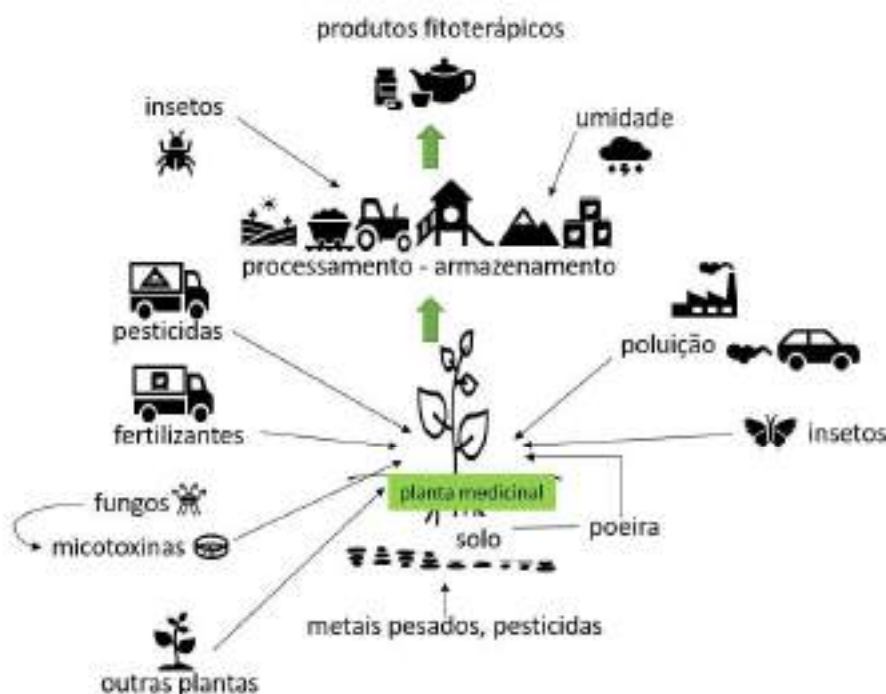 produtos fitoterápicos
insetos
umidade
processamento - armazenamento
pesticidas
poluição
fertilizantes
insetos
planta medicinal
fungos
solo
poeira
micotoxinas
metais pesados, pesticidas
outras plantas